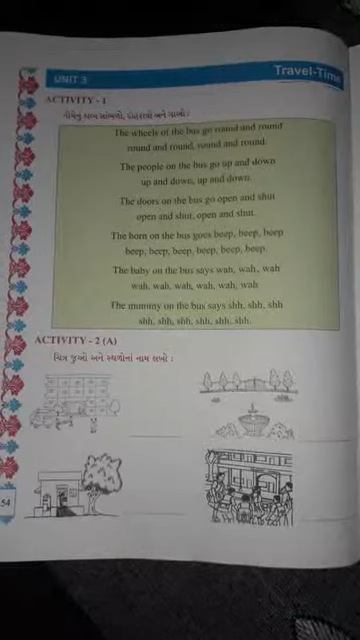 UNIT 3
Travel-Time
ACTIVITY - 1
નીચેનું કાવ્ય સાંભળો, ઝીલાવો અને ગાઓ :
The wheels of the bus go round and round
round and round, round and round.
The people on the bus go up and down
up and down, up and down.
The doors on the bus go open and shut
open and shut, open and shut.
The horn on the bus goes beep, beep, beep
beep, beep, beep, beep, beep, beep.
The baby on the bus says wah, wah, wah
wah, wah, wah, wah, wah, wah
The mummy on the bus says shh, shh, shh
shh, shh, shh, shh, shh, shh.
ACTIVITY - 2 (A)
ચિત્ર જુઓ અને સ્થળોનાં નામ લખો :
54